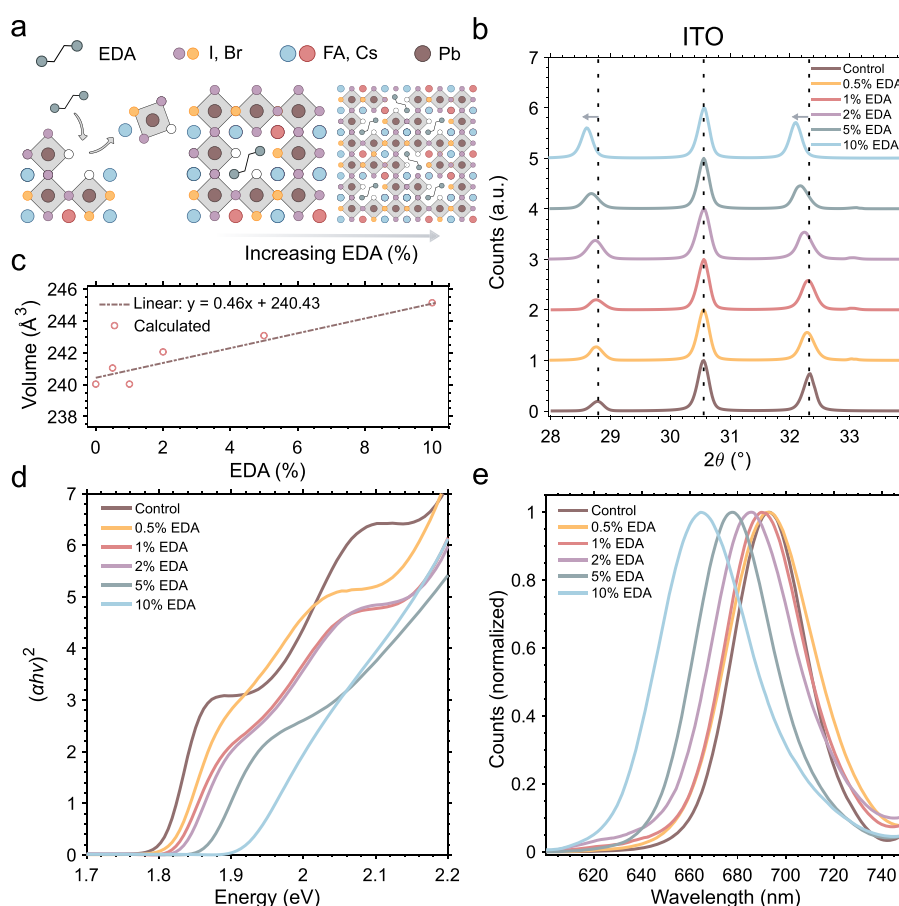 a
EDA
I, Br
FA, Cs
Pb
Increasing EDA (%)
b
ITO
Counts (a.u.)
7
6
5
4
3
2
1
0
28
29
30
31
32
33
2θ (°)
Control
0.5% EDA
1% EDA
2% EDA
5% EDA
10% EDA
c
Volume (Å3)
246
244
242
240
238
0
2
4
6
8
10
EDA (%)
Linear: y = 0.46x + 240.43
Calculated
d
(αhν)2
7
6
5
4
3
2
1
0
1.7
1.8
1.9
2
2.1
2.2
Energy (eV)
Control
0.5% EDA
1% EDA
2% EDA
5% EDA
10% EDA
e
Counts (normalized)
1
0.8
0.6
0.4
0.2
0
620
640
660
680
700
720
740
Wavelength (nm)
Control
0.5% EDA
1% EDA
2% EDA
5% EDA
10% EDA